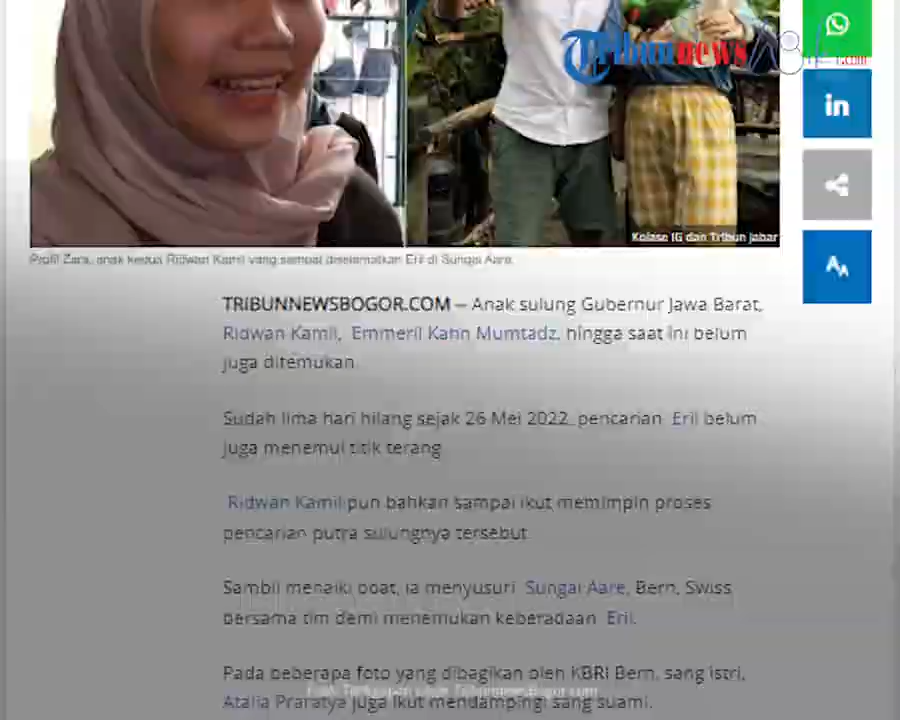 Tribunnews
.com
in
Kolase IG dan Tribun Jabar
Profil Zara, anak kedua Ridwan Kamil yang sempat diselamatkan Eril di Sungai Aare.
TRIBUNNEWSBOGOR.COM – Anak sulung Gubernur Jawa Barat,
Ridwan Kamil, Emmeril Kahn Mumtadz, hingga saat ini belum
juga ditemukan.
Sudah lima hari hilang sejak 26 Mei 2022, pencarian Eril belum
juga menemui titik terang.
Ridwan Kamil pun bahkan sampai ikut memimpin proses
pencarian putra sulungnya tersebut.
Sambil menaiki boat, ia menyusuri Sungai Aare, Bern, Swiss
bersama tim demi menemukan keberadaan Eril.
Pada beberapa foto yang dibagikan oleh KBRI Bern, sang istri,
Atalia Praratya juga ikut mendampingi sang suami.